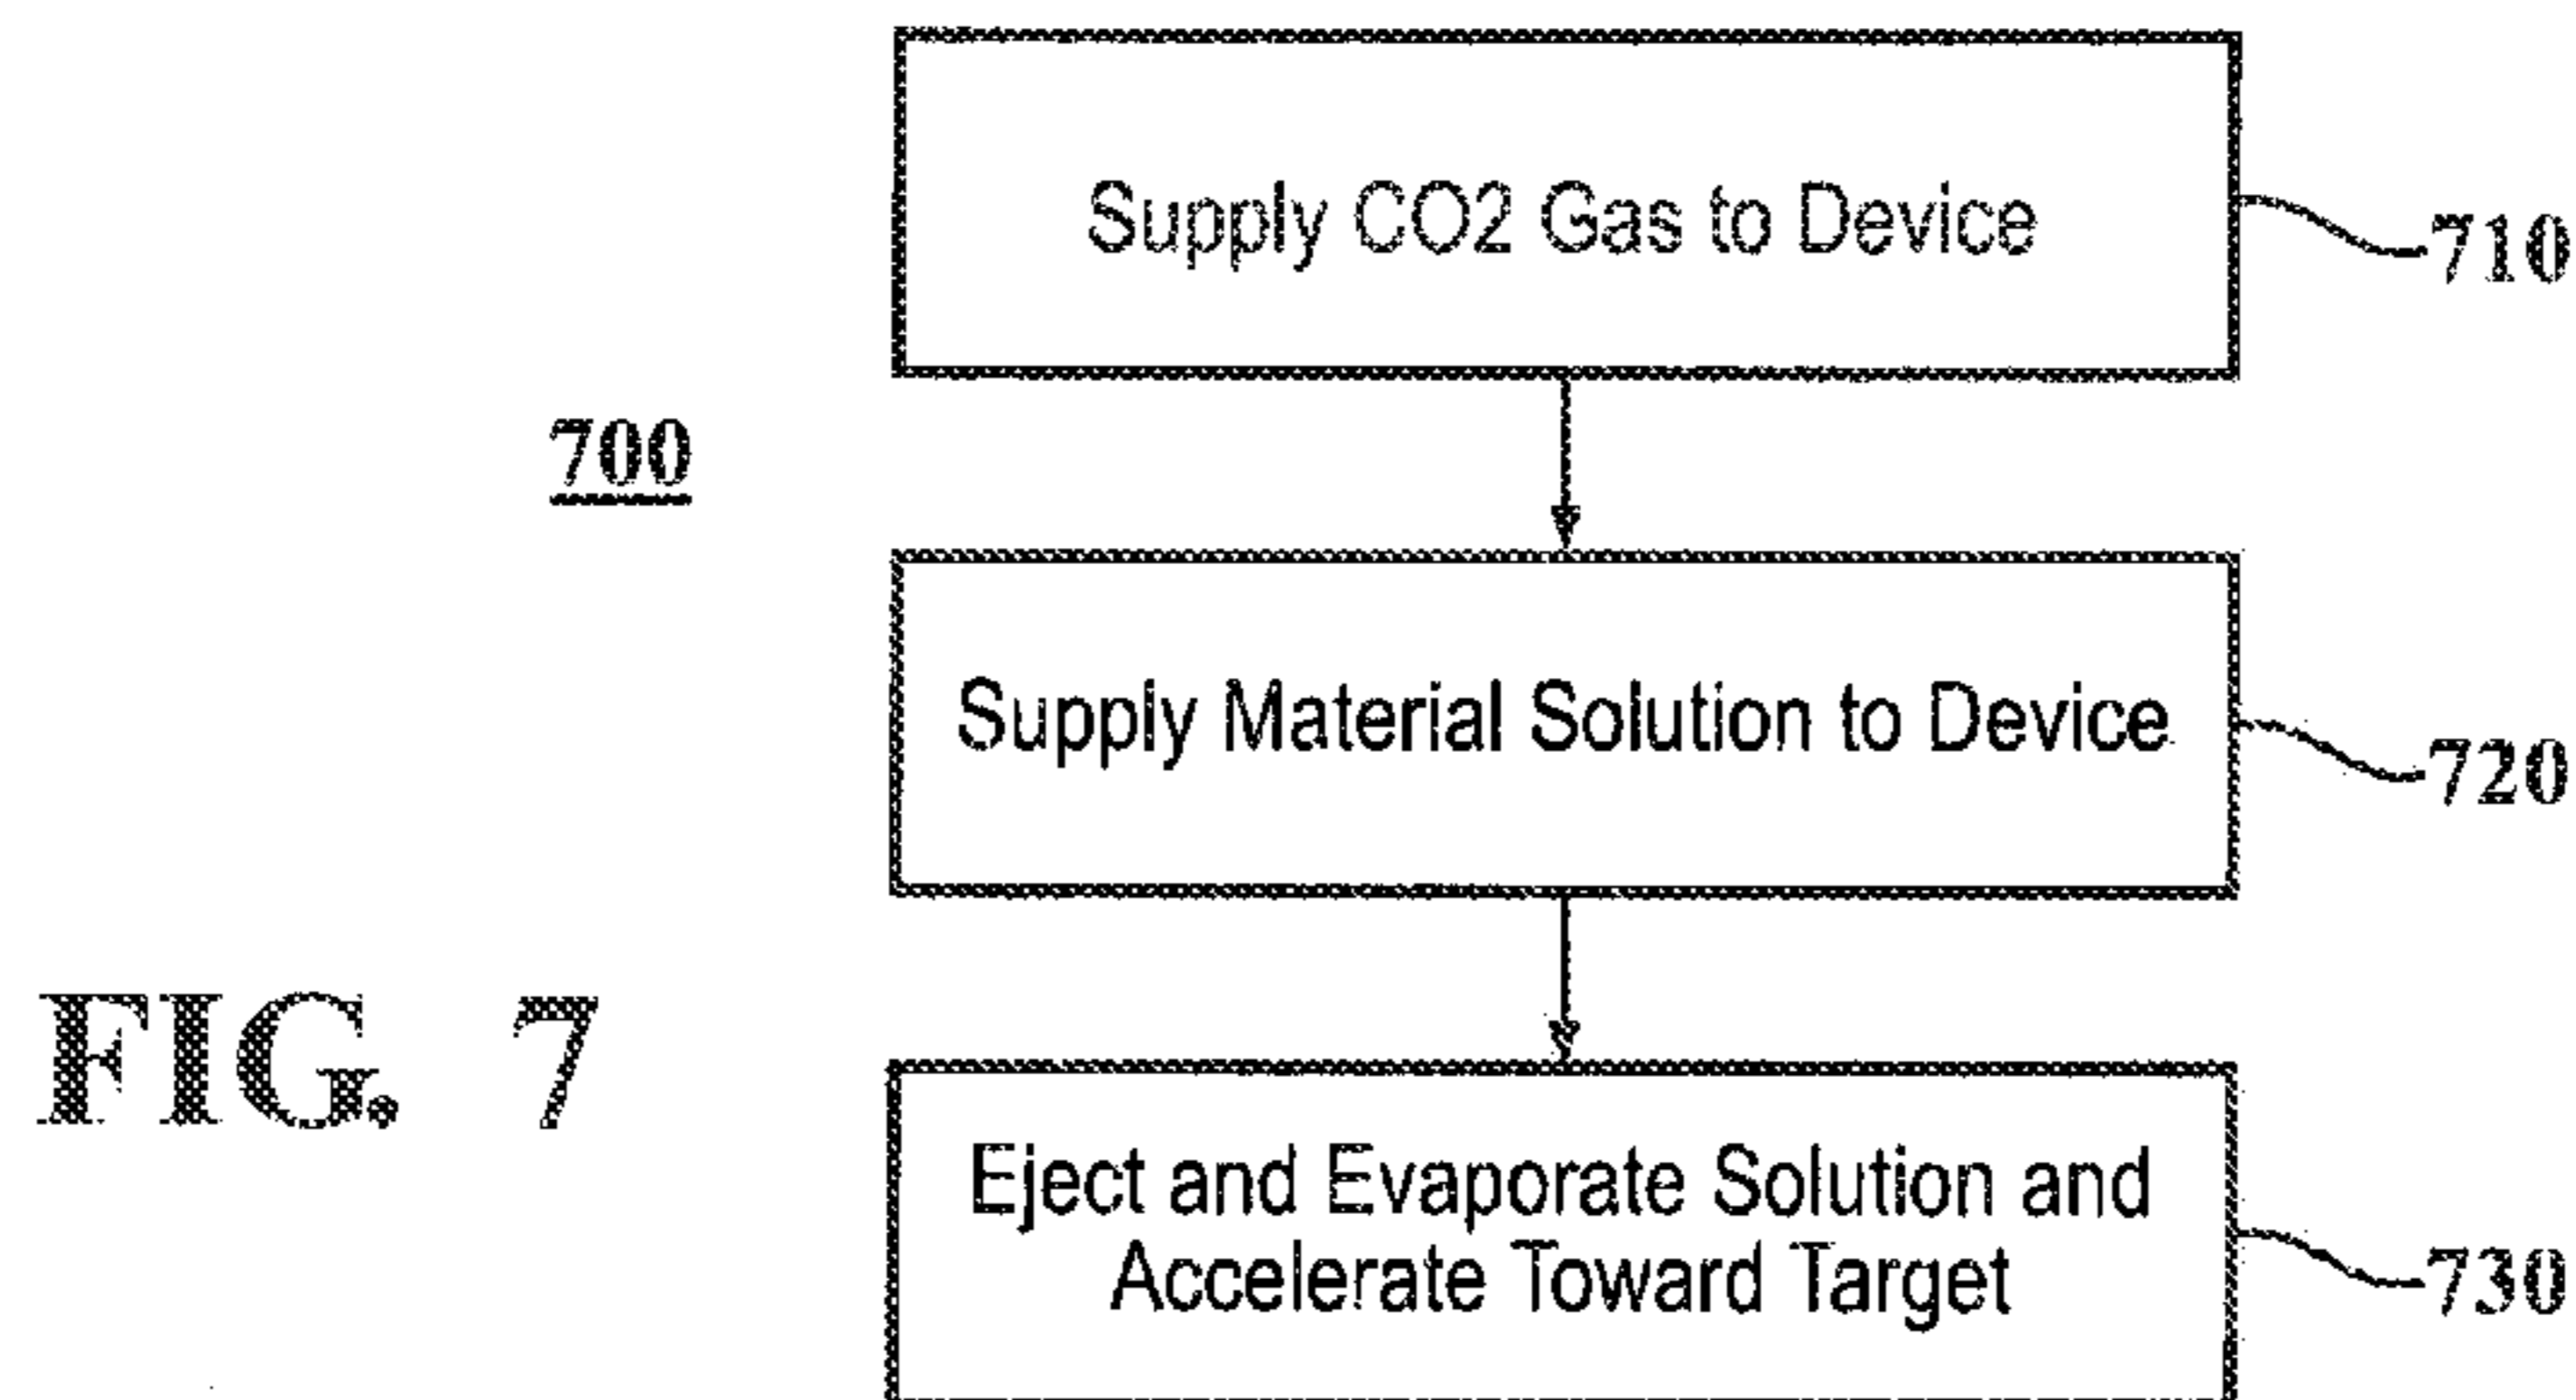 Supply CO2 Gas to Device
710
700
Supply Material Solution to Device
720
FIG. 7
Eject and Evaporate Solution and
Accelerate Toward Target
730